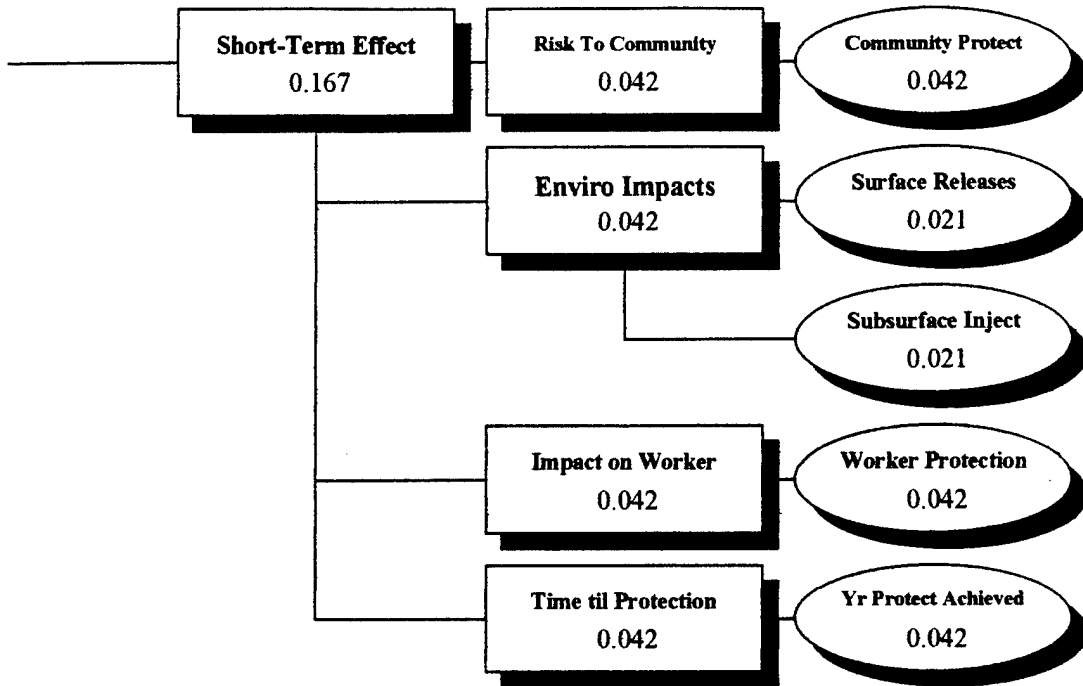 Short-Term Effect
0.167
Risk To Community
0.042
Community Protect
0.042
Enviro Impacts
0.042
Surface Releases
0.021
Subsurface Inject
0.021
Impact on Worker
0.042
Worker Protection
0.042
Time til Protection
0.042
Yr Protect Achieved
0.042